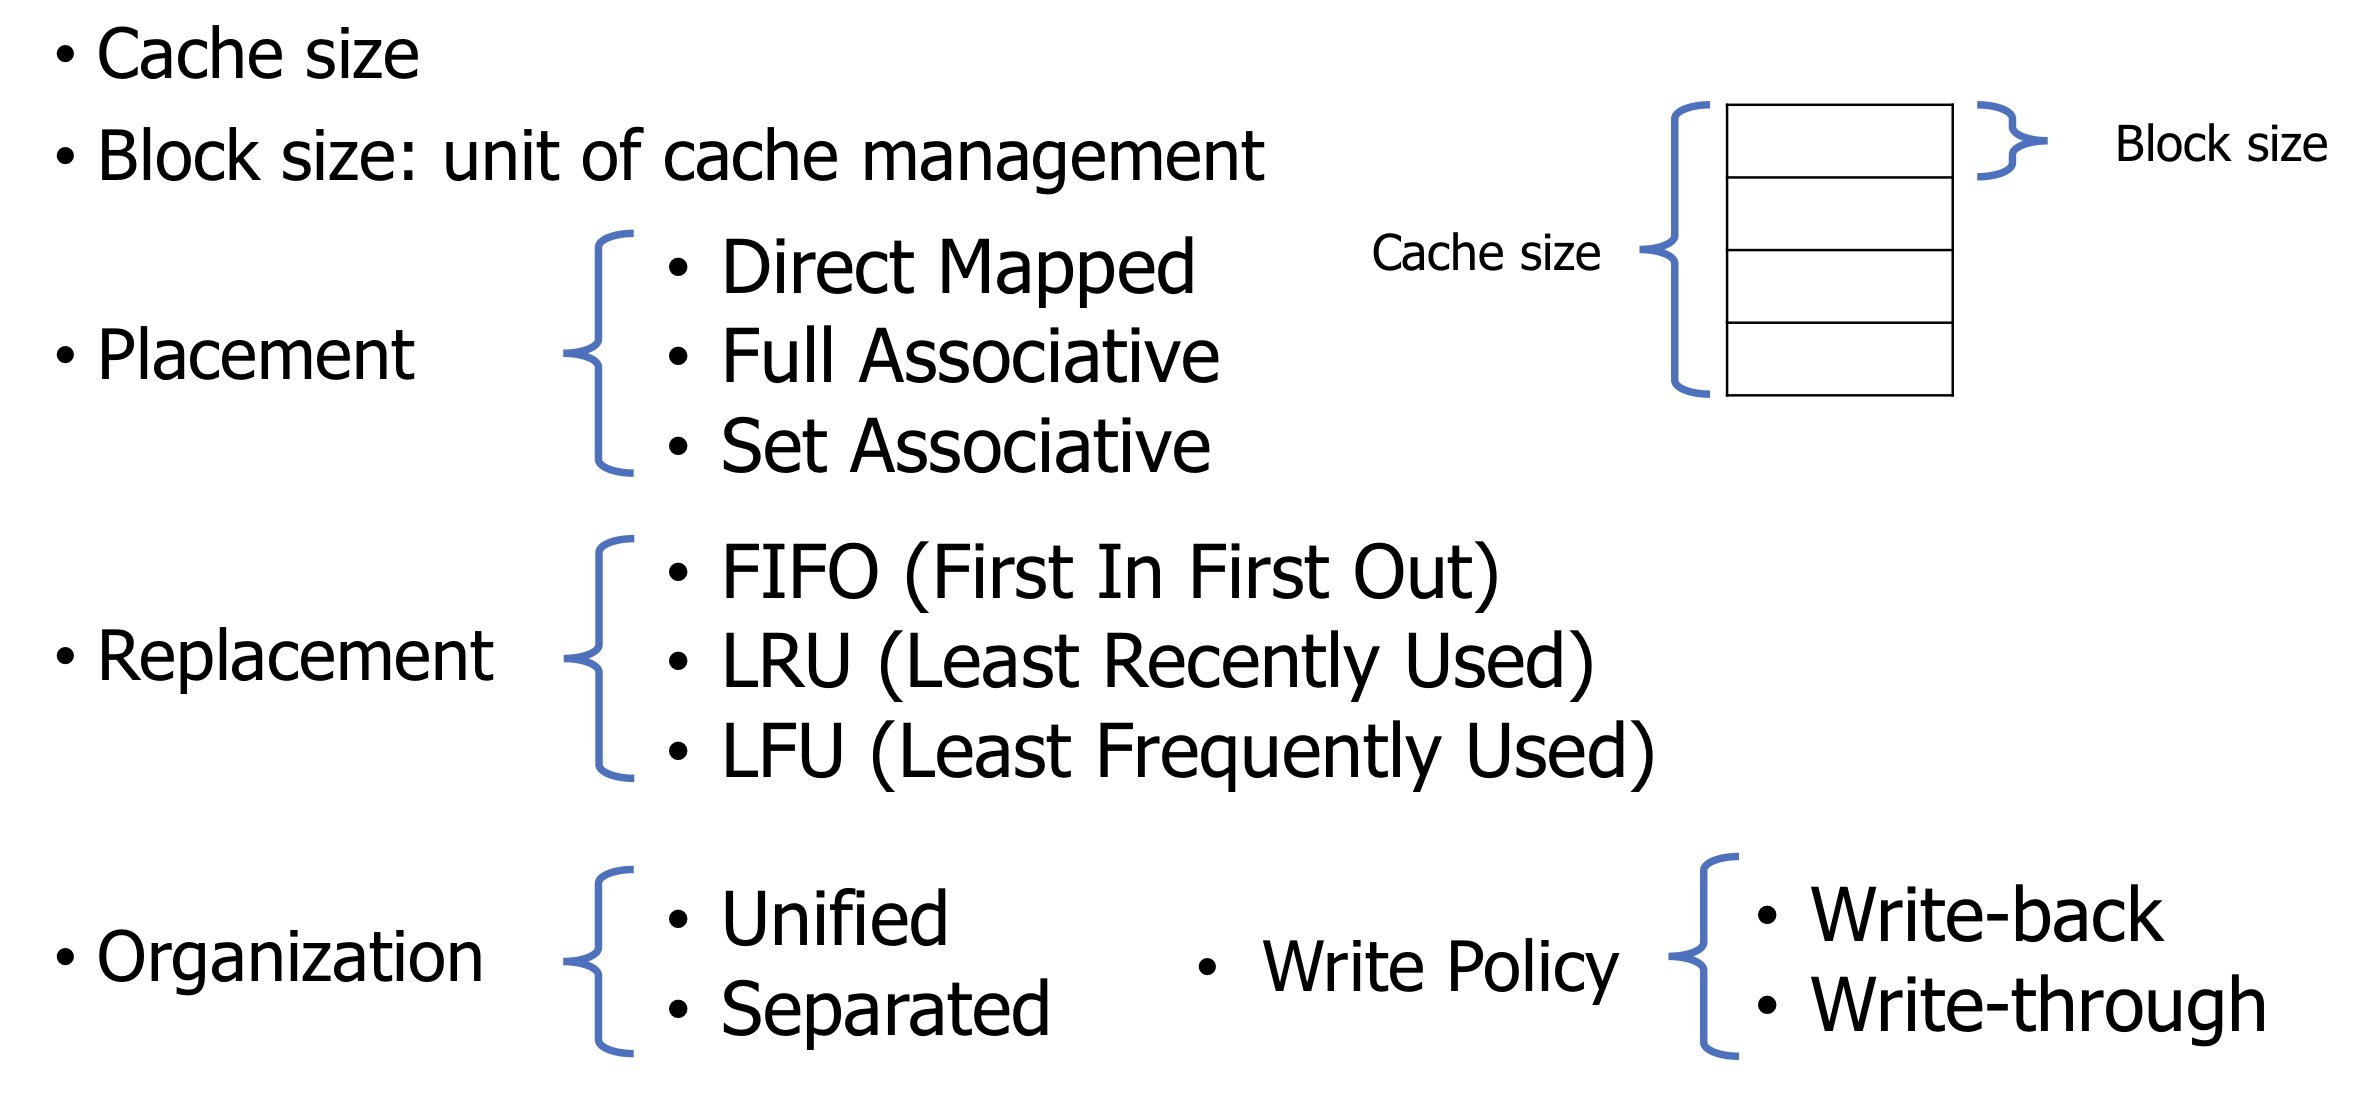 • Cache size
• Block size: unit of cache management
Block size
Cache size
• Placement
• Direct Mapped
• Full Associative
• Set Associative
• Replacement
• FIFO (First In First Out)
• LRU (Least Recently Used)
• LFU (Least Frequently Used)
• Organization
• Unified
• Separated
• Write Policy
• Write-back
• Write-through